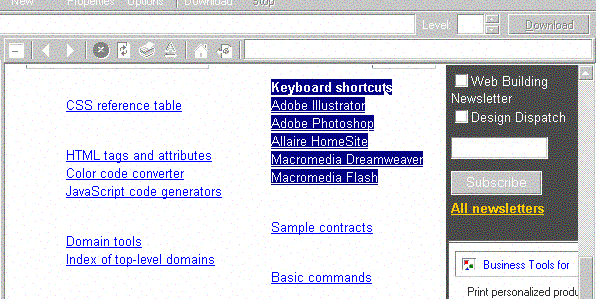 New Properties Options Download Stop
Level: Download
Keyboard shortcuts
CSS reference table
Adobe Illustrator
Adobe Photoshop
Allaire HomeSite
HTML tags and attributes
Macromedia Dreamweaver
Color code converter
Macromedia Flash
JavaScript code generators
Sample contracts
Domain tools
Index of top-level domains
Basic commands
Web Building
Newsletter
Design Dispatch
Subscribe
All newsletters
Business Tools for
Print personalized